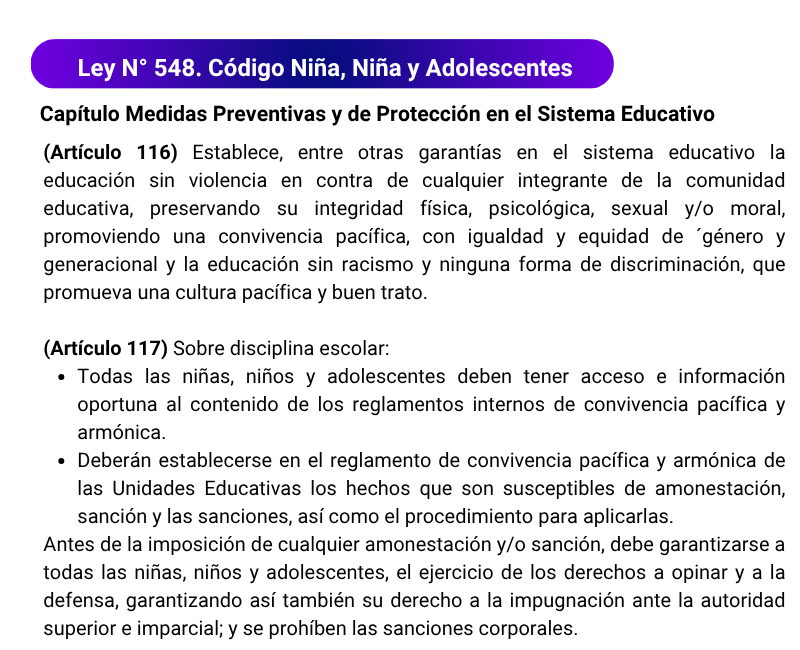 Ley N° 548. Código Niña, Niña y Adolescentes
Capítulo Medidas Preventivas y de Protección en el Sistema Educativo
(Artículo 116) Establece, entre otras garantías en el sistema educativo la
educación sin violencia en contra de cualquier integrante de la comunidad
educativa, preservando su integridad física, psicológica, sexual y/o moral,
promoviendo una convivencia pacífica, con igualdad y equidad de ´género y
generacional y la educación sin racismo y ninguna forma de discriminación, que
promueva una cultura pacífica y buen trato.
(Artículo 117) Sobre disciplina escolar:
• Todas las niñas, niños y adolescentes deben tener acceso e información
oportuna al contenido de los reglamentos internos de convivencia pacífica y
armónica.
• Deberán establecerse en el reglamento de convivencia pacífica y armónica de
las Unidades Educativas los hechos que son susceptibles de amonestación,
sanción y las sanciones, así como el procedimiento para aplicarlas.
Antes de la imposición de cualquier amonestación y/o sanción, debe garantizarse a
todas las niñas, niños y adolescentes, el ejercicio de los derechos a opinar y a la
defensa, garantizando así también su derecho a la impugnación ante la autoridad
superior e imparcial; y se prohíben las sanciones corporales.